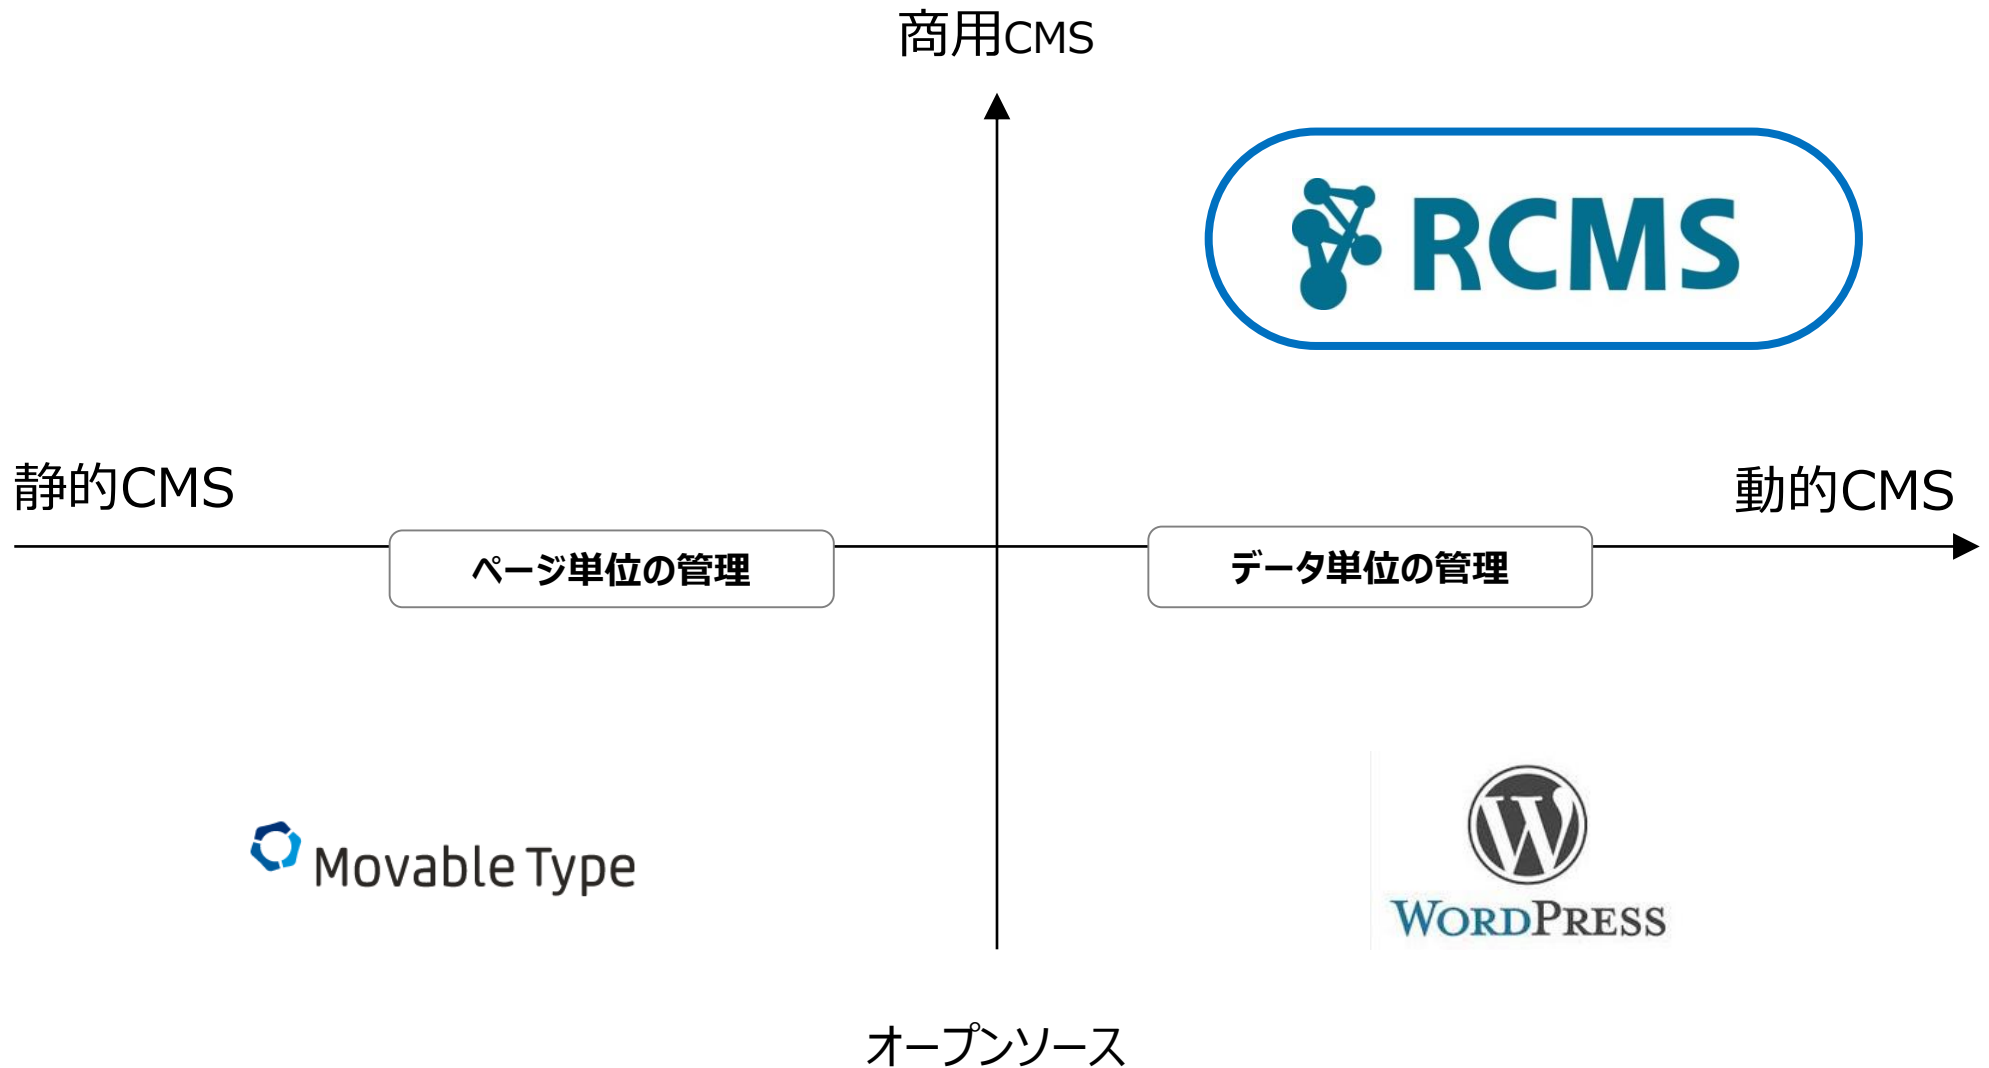 商用CMS
RCMS
静的CMS
動的CMS
ページ単位の管理
データ単位の管理
Movable Type
W
WORDPRESS
オープンソース